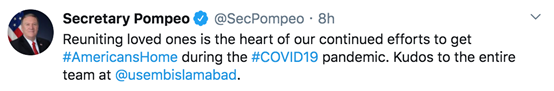 Secretary Pompeo @SecPompeo · 8h
Reuniting loved ones is the heart of our continued efforts to get
#AmericansHome during the #COVID19 pandemic. Kudos to the entire
team at @usembislamabad.